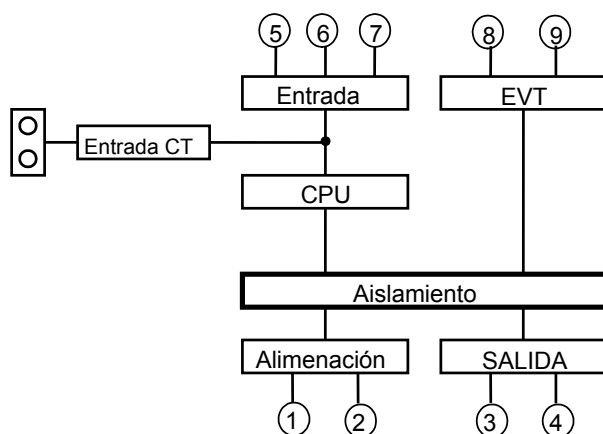 5 6 7 8 9
Entrada EVT
Entrada CT
CPU
Aislamiento
Alimenación SALIDA
1 2 3 4